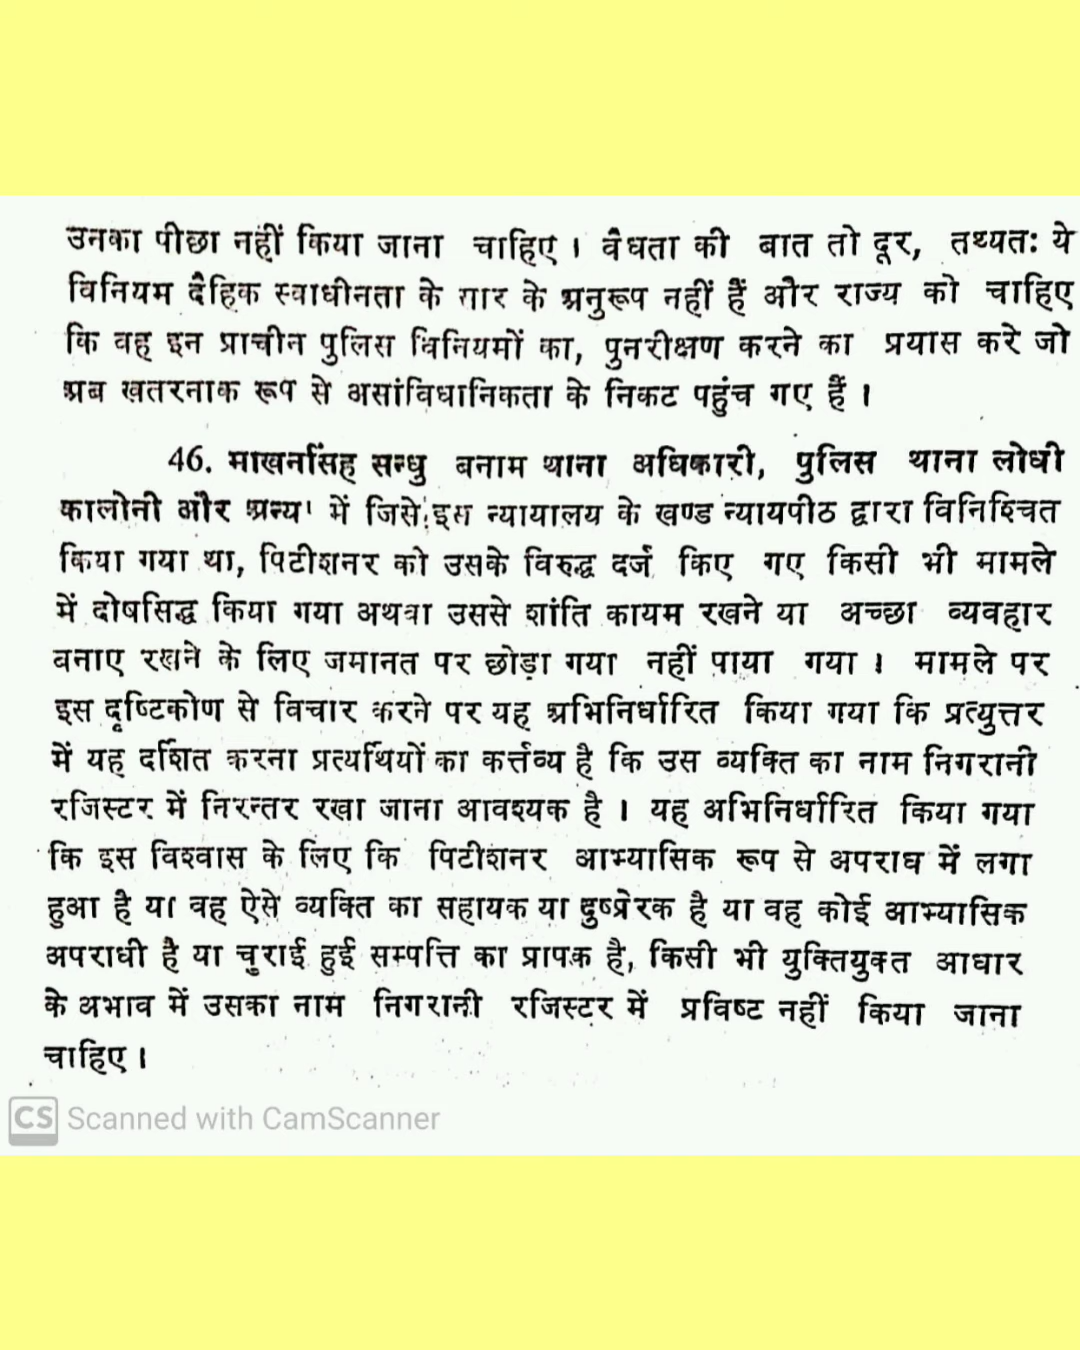 उनका पीछा नहीं किया जाना चाहिए । वैधता की बात तो दूर, तथ्यत: ये
विनियम दैहिक स्वाधीनता के सार के अनुरूप नहीं हैं और राज्य को चाहिए
कि वह इन प्राचीन पुलिस विनियमों का, पुनरीक्षण करने का प्रयास करे जो
अब खतरनाक रूप से असांविधानिकता के निकट पहुंच गए हैं ।
46. माखनसिंह सन्धु बनाम थाना अधिकारी, पुलिस थाना लोधी
कालोनी और अन्य¹ में जिसे इस न्यायालय के खण्ड न्यायपीठ द्वारा विनिश्चित
किया गया था, पिटीशनर को उसके विरुद्ध दर्ज किए गए किसी भी मामले
में दोषसिद्ध किया गया अथवा उससे शांति कायम रखने या अच्छा व्यवहार
बनाए रखने के लिए जमानत पर छोड़ा गया नहीं पाया गया । मामले पर
इस दृष्टिकोण से विचार करने पर यह अभिनिर्धारित किया गया कि प्रत्युत्तर
में यह दर्शित करना प्रत्यर्थियों का कर्त्तव्य है कि उस व्यक्ति का नाम निगरानी
रजिस्टर में निरन्तर रखा जाना आवश्यक है । यह अभिनिर्धारित किया गया
कि इस विश्वास के लिए कि पिटीशनर आभ्यासिक रूप से अपराध में लगा
हुआ है या वह ऐसे व्यक्ति का सहायक या दुष्प्रेरक है या वह कोई आभ्यासिक
अपराधी है या चुराई हुई सम्पत्ति का प्रापक है, किसी भी युक्तियुक्त आधार
के अभाव में उसका नाम निगरानी रजिस्टर में प्रविष्ट नहीं किया जाना
चाहिए ।
CS Scanned with CamScanner